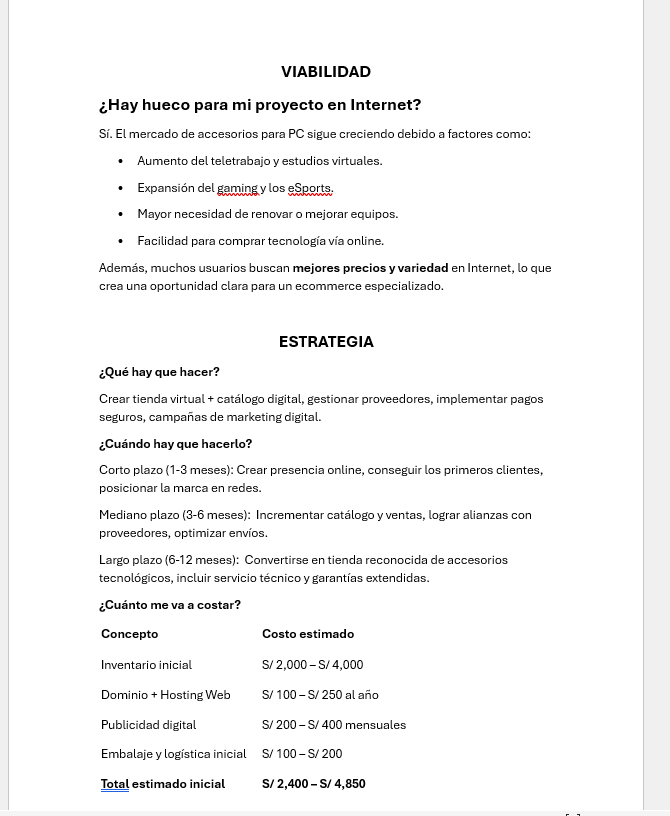 VIABILIDAD
¿Hay hueco para mi proyecto en Internet?
Sí. El mercado de accesorios para PC sigue creciendo debido a factores como:
• Aumento del teletrabajo y estudios virtuales.
• Expansión del gaming y los eSports.
• Mayor necesidad de renovar o mejorar equipos.
• Facilidad para comprar tecnología vía online.
Además, muchos usuarios buscan mejores precios y variedad en Internet, lo que
crea una oportunidad clara para un ecommerce especializado.
ESTRATEGIA
¿Qué hay que hacer?
Crear tienda virtual + catálogo digital, gestionar proveedores, implementar pagos
seguros, campañas de marketing digital.
¿Cuándo hay que hacerlo?
Corto plazo (1-3 meses): Crear presencia online, conseguir los primeros clientes,
posicionar la marca en redes.
Mediano plazo (3-6 meses):  Incrementar catálogo y ventas, lograr alianzas con
proveedores, optimizar envíos.
Largo plazo (6-12 meses):  Convertirse en tienda reconocida de accesorios
tecnológicos, incluir servicio técnico y garantías extendidas.
¿Cuánto me va a costar?
Concepto Costo estimado
Inventario inicial S/ 2,000 – S/ 4,000
Dominio + Hosting Web S/ 100 – S/ 250 al año
Publicidad digital S/ 200 – S/ 400 mensuales
Embalaje y logística inicial S/ 100 – S/ 200
Total estimado inicial S/ 2,400 – S/ 4,850